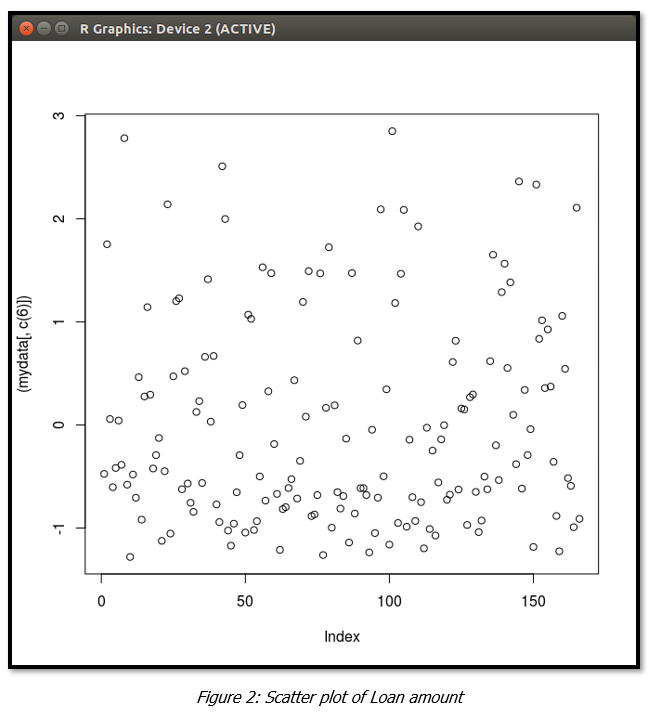 R Graphics: Device 2 (ACTIVE)
3
2
1
0
-1
(mydata[, c(6)])
0 50 100 150
Index
Figure 2: Scatter plot of Loan amount